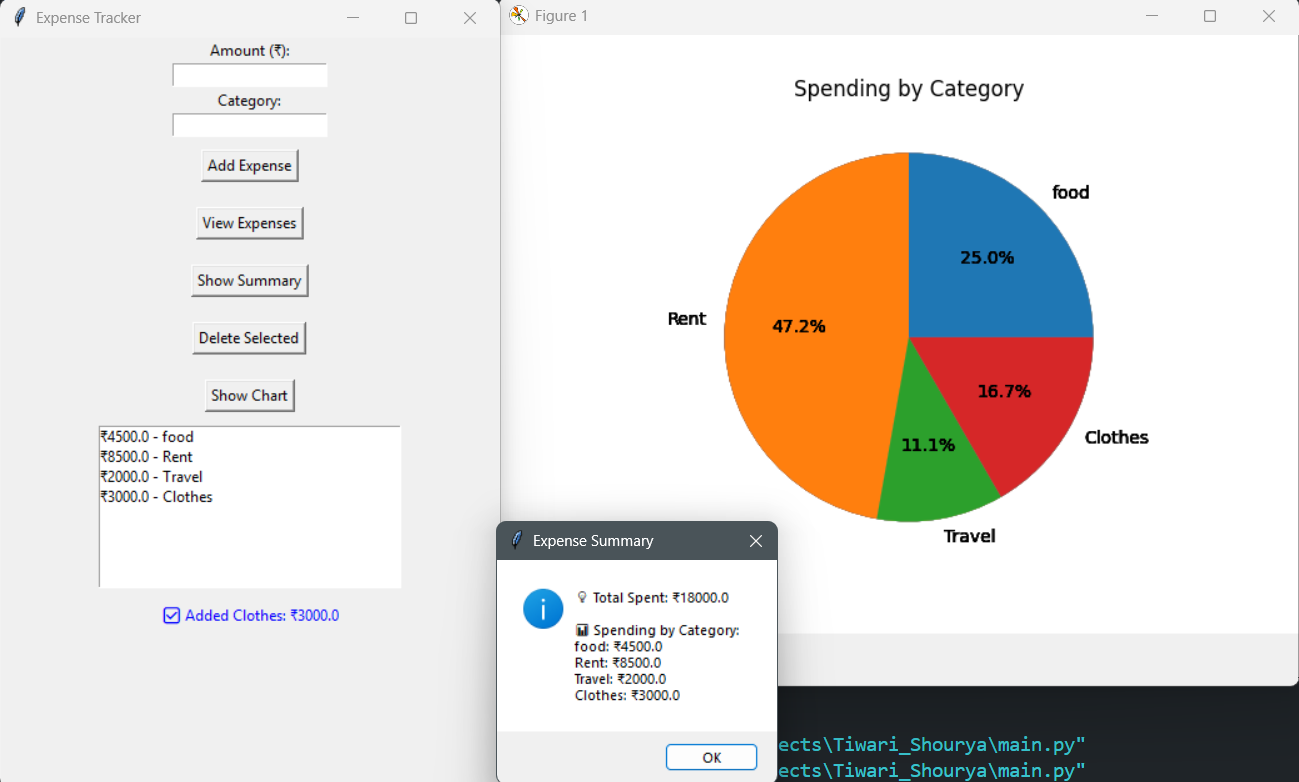 Expense Tracker
Amount (₹):
Category:
Add Expense
View Expenses
Show Summary
Delete Selected
Show Chart
₹4500.0 - food
₹8500.0 - Rent
₹2000.0 - Travel
₹3000.0 - Clothes
Added Clothes: ₹3000.0
Figure 1
Spending by Category
food
25.0%
Rent
47.2%
16.7%
Clothes
11.1%
Travel
Expense Summary
💡 Total Spent: ₹18000.0
📊 Spending by Category:
food: ₹4500.0
Rent: ₹8500.0
Travel: ₹2000.0
Clothes: ₹3000.0
OK
ects\Tiwari_Shourya\main.py"
ects\Tiwari_Shourya\main.py"